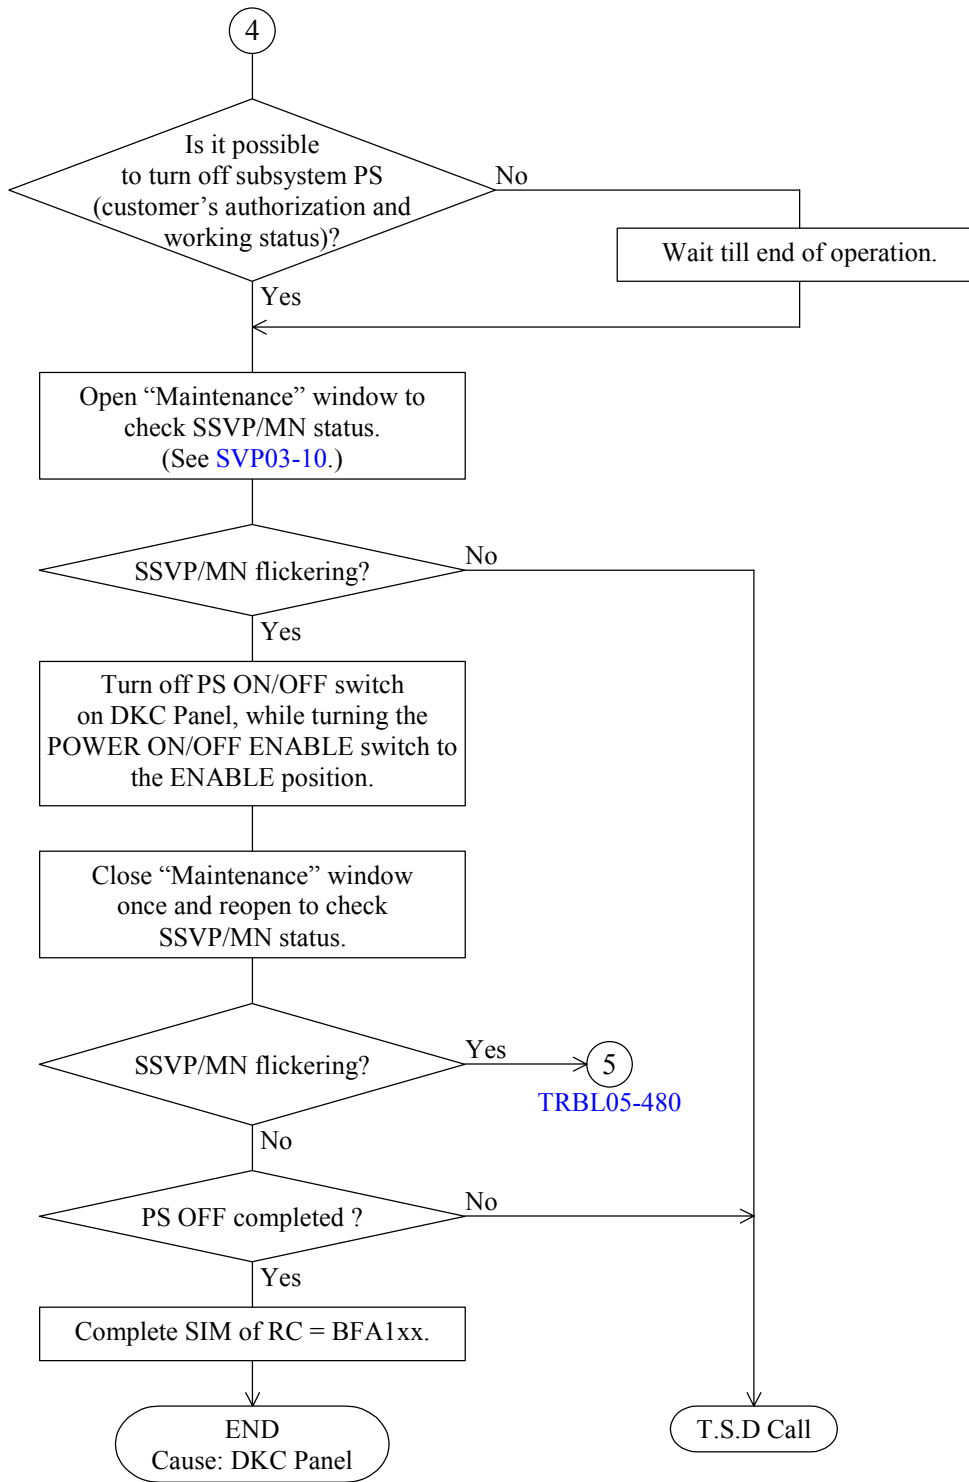 4
Is it possible
to turn off subsystem PS
(customer’s authorization and
working status)?
No
Wait till end of operation.
Yes
Open “Maintenance” window to
check SSVP/MN status.
(See SVP03-10.)
SSVP/MN flickering?
No
Yes
Turn off PS ON/OFF switch
on DKC Panel, while turning the
POWER ON/OFF ENABLE switch to
the ENABLE position.
Close “Maintenance” window
once and reopen to check
SSVP/MN status.
SSVP/MN flickering?
Yes
5
TRBL05-480
No
PS OFF completed ?
No
Yes
Complete SIM of RC = BFA1xx.
END
Cause: DKC Panel
T.S.D Call